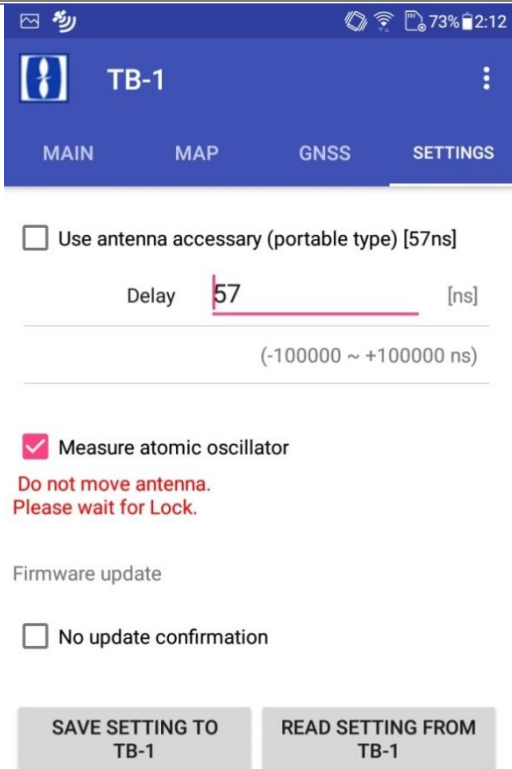 73% 2:12
TB-1
MAIN MAP GNSS SETTINGS
Use antenna accessary (portable type) [57ns]
Delay 57 [ns]
(-100000 ~ +100000 ns)
Measure atomic oscillator
Do not move antenna.
Please wait for Lock.
Firmware update
No update confirmation
SAVE SETTING TO
TB-1
READ SETTING FROM
TB-1